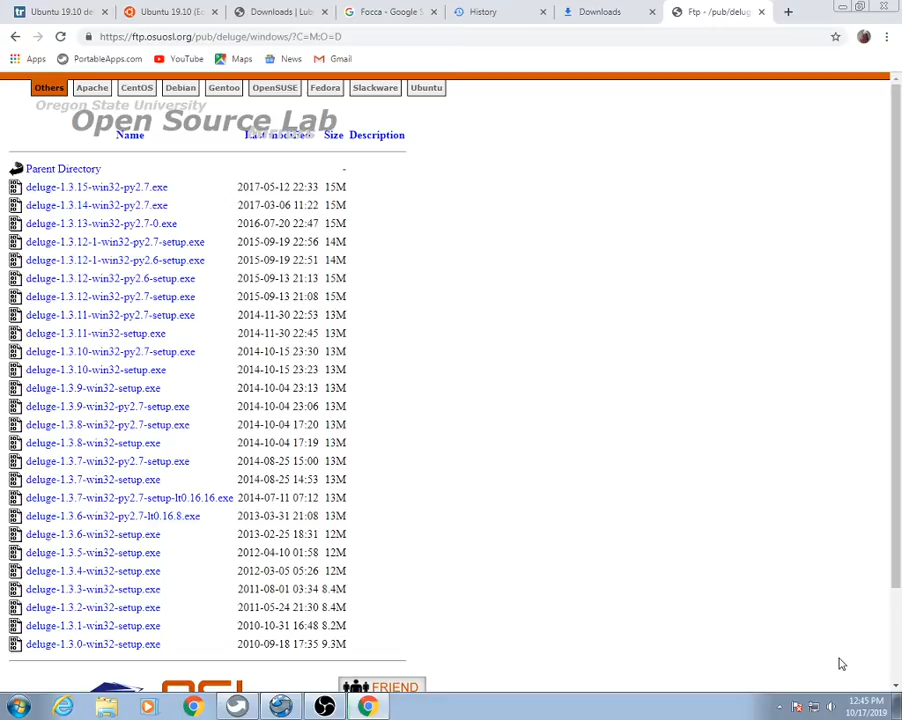 Ubuntu 19.10 de
Ubuntu 19.10 (Eo
Downloads | Lub
Focca - Google S
History
Downloads
Ftp - /pub/delug
https://ftp.osuosl.org/pub/deluge/windows/?C=M;O=D
Apps
PortableApps.com
YouTube
Maps
News
Gmail
Others
Apache
CentOS
Debian
Gentoo
OpenSUSE
Fedora
Slackware
Ubuntu
Oregon State University
Open Source Lab
Name Last modified Size Description
Parent Directory -
deluge-1.3.15-win32-py2.7.exe 2017-05-12 22:33 15M
deluge-1.3.14-win32-py2.7.exe 2017-03-06 11:22 15M
deluge-1.3.13-win32-py2.7-0.exe 2016-07-20 22:47 15M
deluge-1.3.12-1-win32-py2.7-setup.exe 2015-09-19 22:56 14M
deluge-1.3.12-1-win32-py2.6-setup.exe 2015-09-19 22:51 14M
deluge-1.3.12-win32-py2.6-setup.exe 2015-09-13 21:13 15M
deluge-1.3.12-win32-py2.7-setup.exe 2015-09-13 21:08 15M
deluge-1.3.11-win32-py2.7-setup.exe 2014-11-30 22:53 13M
deluge-1.3.11-win32-setup.exe 2014-11-30 22:45 13M
deluge-1.3.10-win32-py2.7-setup.exe 2014-10-15 23:30 13M
deluge-1.3.10-win32-setup.exe 2014-10-15 23:23 13M
deluge-1.3.9-win32-setup.exe 2014-10-04 23:13 13M
deluge-1.3.9-win32-py2.7-setup.exe 2014-10-04 23:06 13M
deluge-1.3.8-win32-py2.7-setup.exe 2014-10-04 17:20 13M
deluge-1.3.8-win32-setup.exe 2014-10-04 17:19 13M
deluge-1.3.7-win32-py2.7-setup.exe 2014-08-25 15:00 13M
deluge-1.3.7-win32-setup.exe 2014-08-25 14:53 13M
deluge-1.3.7-win32-py2.7-setup-lt0.16.16.exe 2014-07-11 07:12 13M
deluge-1.3.6-win32-py2.7-lt0.16.8.exe 2013-03-31 21:08 13M
deluge-1.3.6-win32-setup.exe 2013-02-25 18:31 12M
deluge-1.3.5-win32-setup.exe 2012-04-10 01:58 12M
deluge-1.3.4-win32-setup.exe 2012-03-05 05:26 12M
deluge-1.3.3-win32-setup.exe 2011-08-01 03:34 8.4M
deluge-1.3.2-win32-setup.exe 2011-05-24 21:30 8.4M
deluge-1.3.1-win32-setup.exe 2010-10-31 16:48 8.2M
deluge-1.3.0-win32-setup.exe 2010-09-18 17:35 9.3M
FRIEND
12:45 PM
10/17/2019